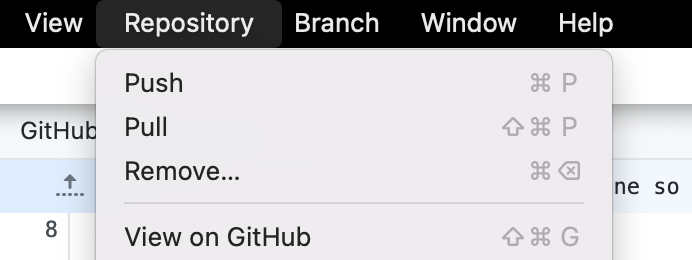 View Repository Branch Window Help
Push ⌘ P
Pull ⇧ ⌘ P
GitHub
Remove... ⌘ ⌫
ne so
8
View on GitHub ⇧ ⌘ G